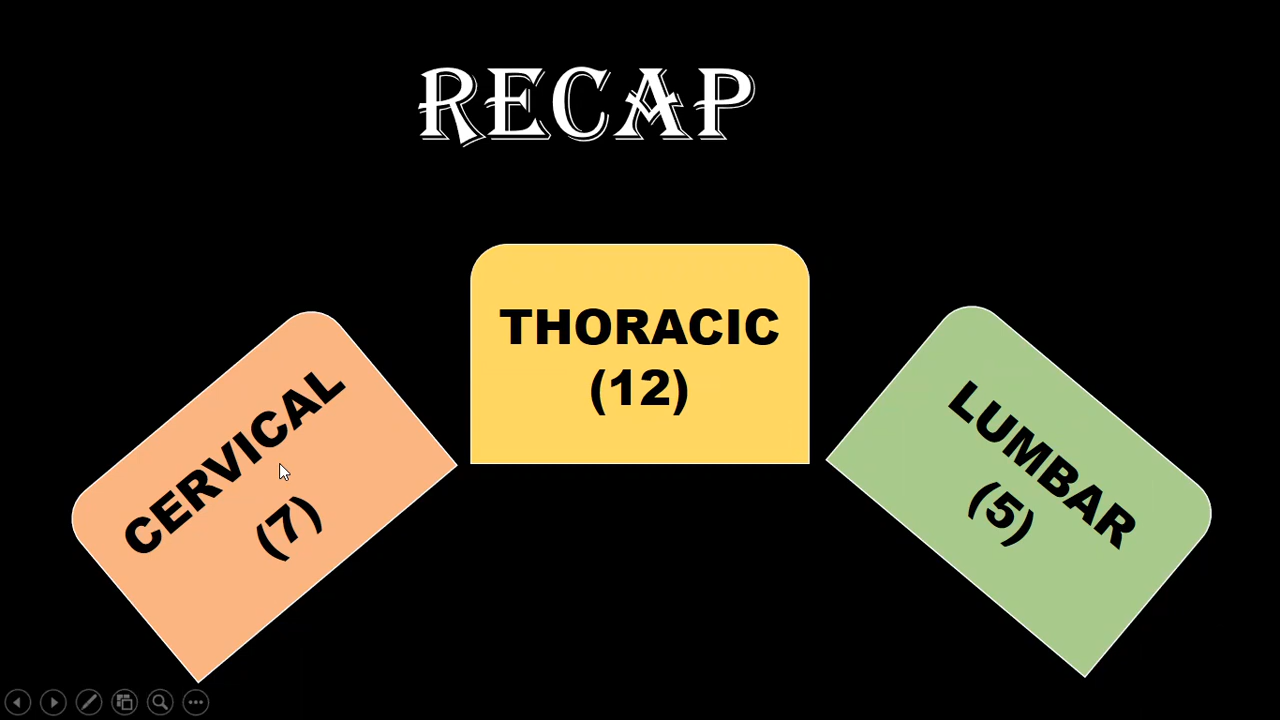 RECAP
CERVICAL
(7)
THORACIC
(12)
LUMBAR
(5)